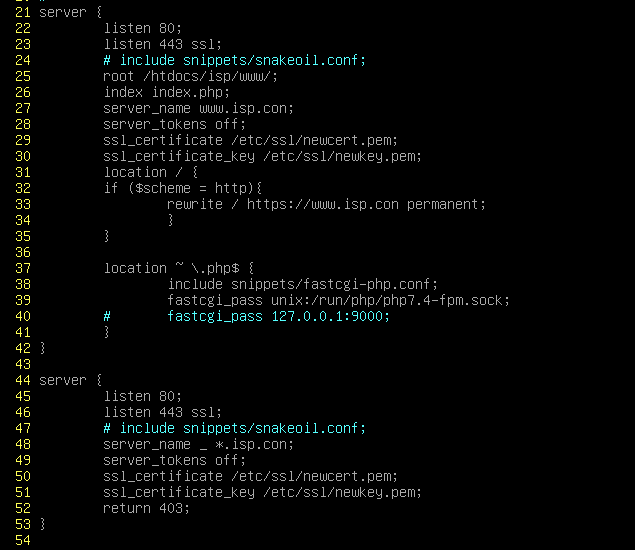 21 server {
22         listen 80;
23         listen 443 ssl;
24         # include snippets/snakeoil.conf;
25         root /htdocs/isp/www/;
26         index index.php;
27         server_name www.isp.con;
28         server_tokens off;
29         ssl_certificate /etc/ssl/newcert.pem;
30         ssl_certificate_key /etc/ssl/newkey.pem;
31         location / {
32         if ($scheme = http){
33                 rewrite / https://www.isp.con permanent;
34                 }
35         }
36
37         location ~ \.php$ {
38                 include snippets/fastcgi-php.conf;
39                 fastcgi_pass unix:/run/php/php7.4-fpm.sock;
40         #       fastcgi_pass 127.0.0.1:9000;
41         }
42 }
43
44 server {
45         listen 80;
46         listen 443 ssl;
47         # include snippets/snakeoil.conf;
48         server_name _ *.isp.con;
49         server_tokens off;
50         ssl_certificate /etc/ssl/newcert.pem;
51         ssl_certificate_key /etc/ssl/newkey.pem;
52         return 403;
53 }
54